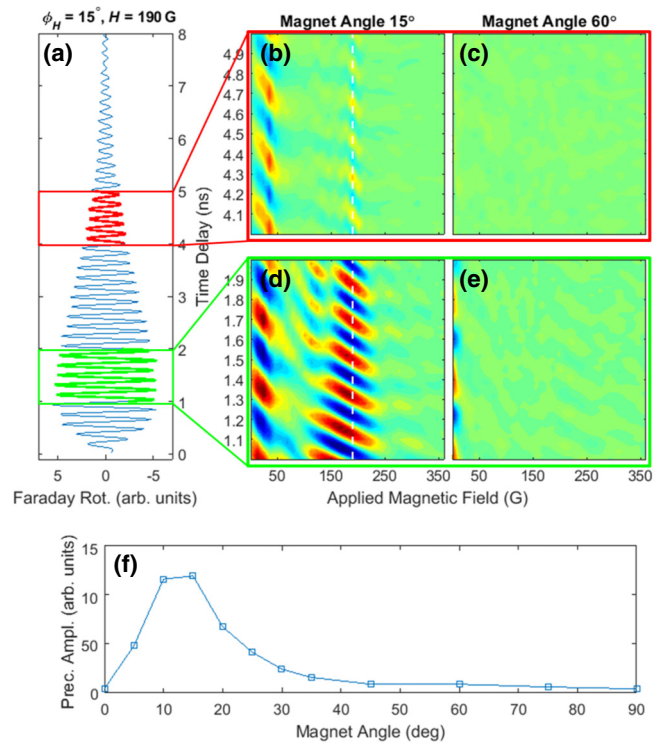 ϕH = 15°, H = 190 G
Magnet Angle 15°
Magnet Angle 60°
(a)
(b)
(c)
(d)
(e)
8
7
6
5
4
3
2
1
0
Time Delay (ns)
4.9
4.8
4.7
4.6
4.5
4.4
4.3
4.2
4.1
1.9
1.8
1.7
1.6
1.5
1.4
1.3
1.2
1.1
5 0 -5
50 150 250 350
50 150 250 350
Faraday Rot. (arb. units)
Applied Magnetic Field (G)
(f)
Prec. Ampl. (arb. units)
15
10
50
0
0 10 20 30 40 50 60 70 80 90
Magnet Angle (deg)